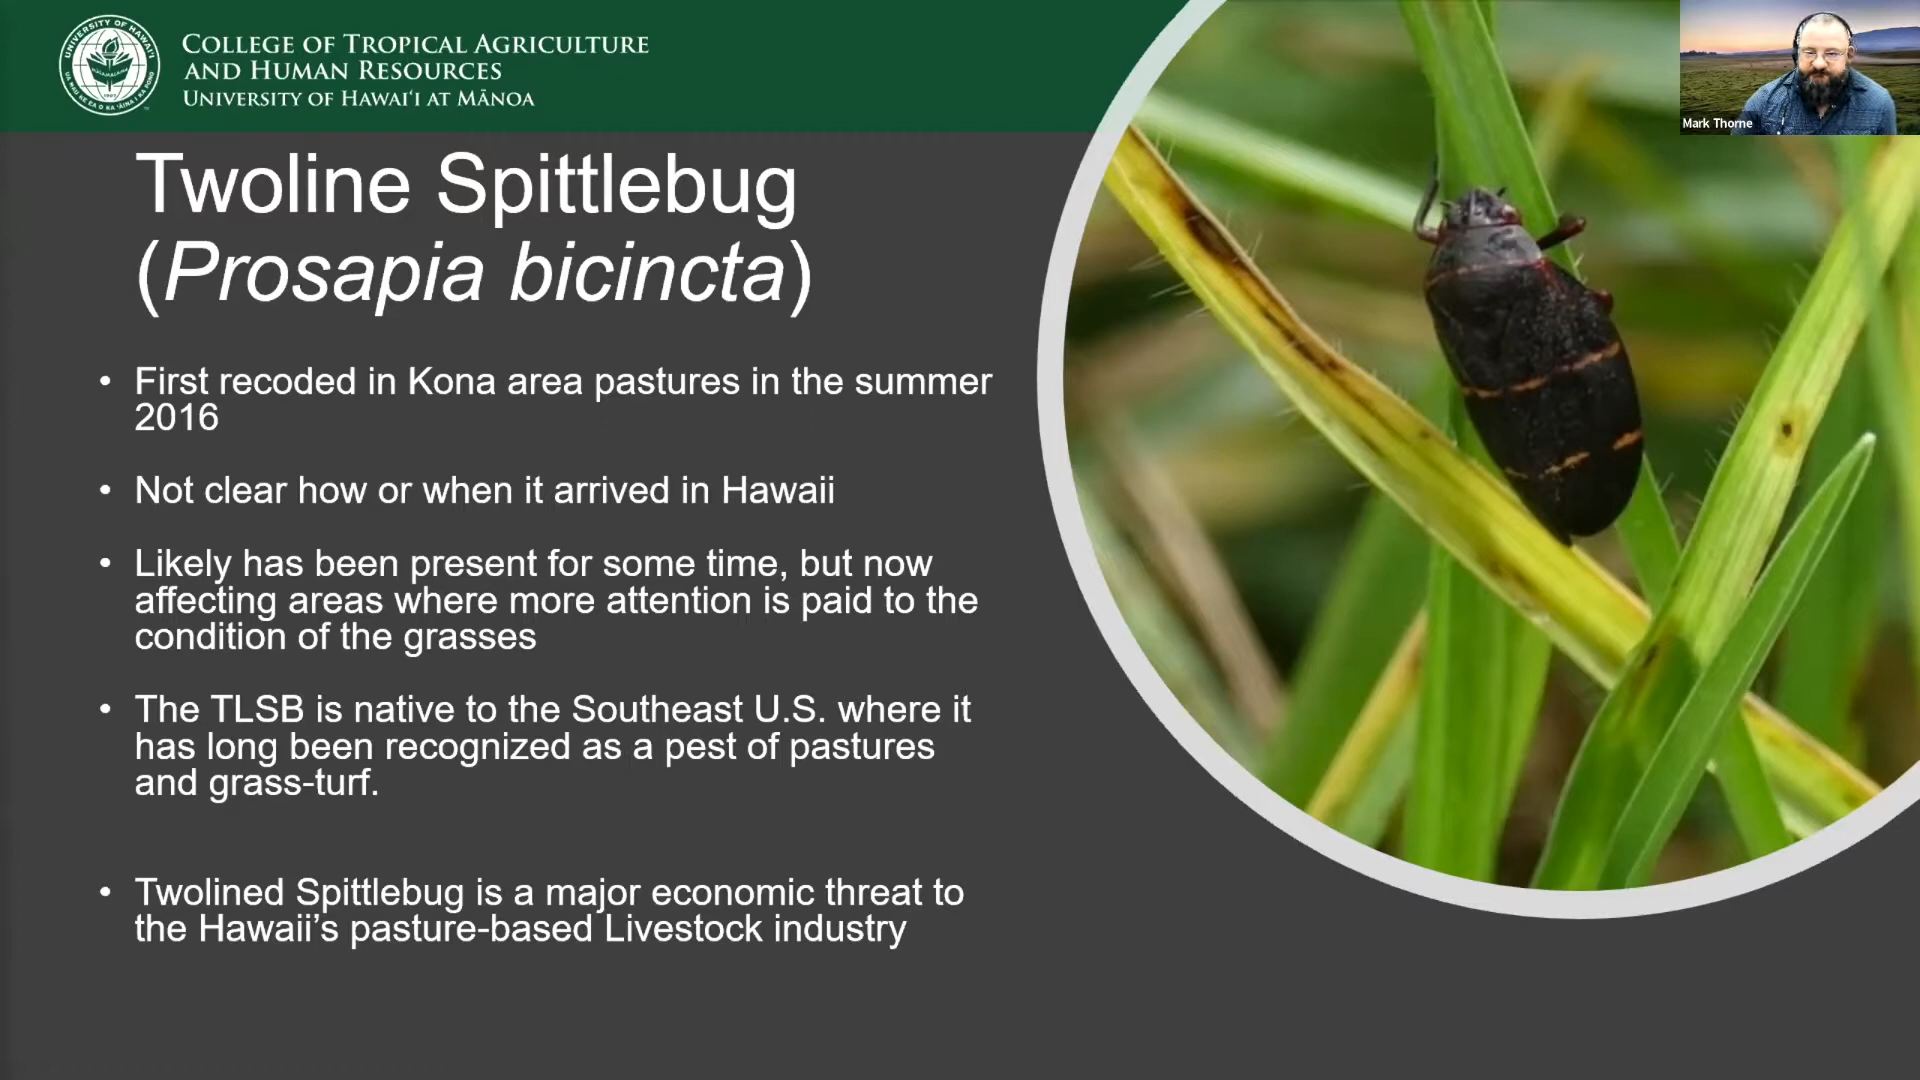 UNIVERSITY OF HAWAI'I
1907
COLLEGE OF TROPICAL AGRICULTURE
AND HUMAN RESOURCES
UNIVERSITY OF HAWAIʻI AT MĀNOA
Mark Thorne
Twoline Spittlebug
(Prosapia bicincta)
• First recoded in Kona area pastures in the summer
2016
• Not clear how or when it arrived in Hawaii
• Likely has been present for some time, but now
affecting areas where more attention is paid to the
condition of the grasses
• The TLSB is native to the Southeast U.S. where it
has long been recognized as a pest of pastures
and grass-turf.
• Twolined Spittlebug is a major economic threat to
the Hawaii’s pasture-based Livestock industry